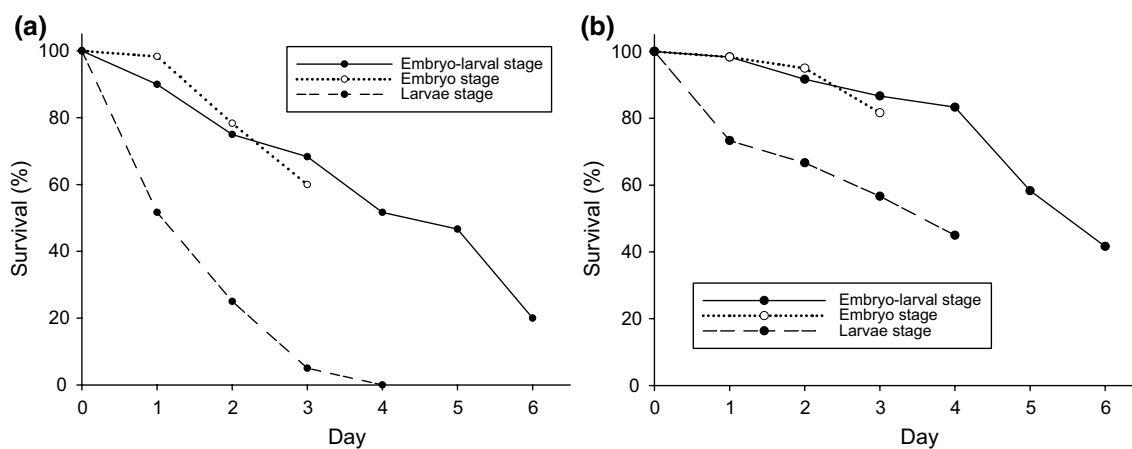 (a)
100
80
60
40
20
0
Survival (%)
Embryo-larval stage
Embryo stage
Larvae stage
0 1 2 3 4 5 6
Day
(b)
100
80
60
40
20
0
Survival (%)
Embryo-larval stage
Embryo stage
Larvae stage
0 1 2 3 4 5 6
Day